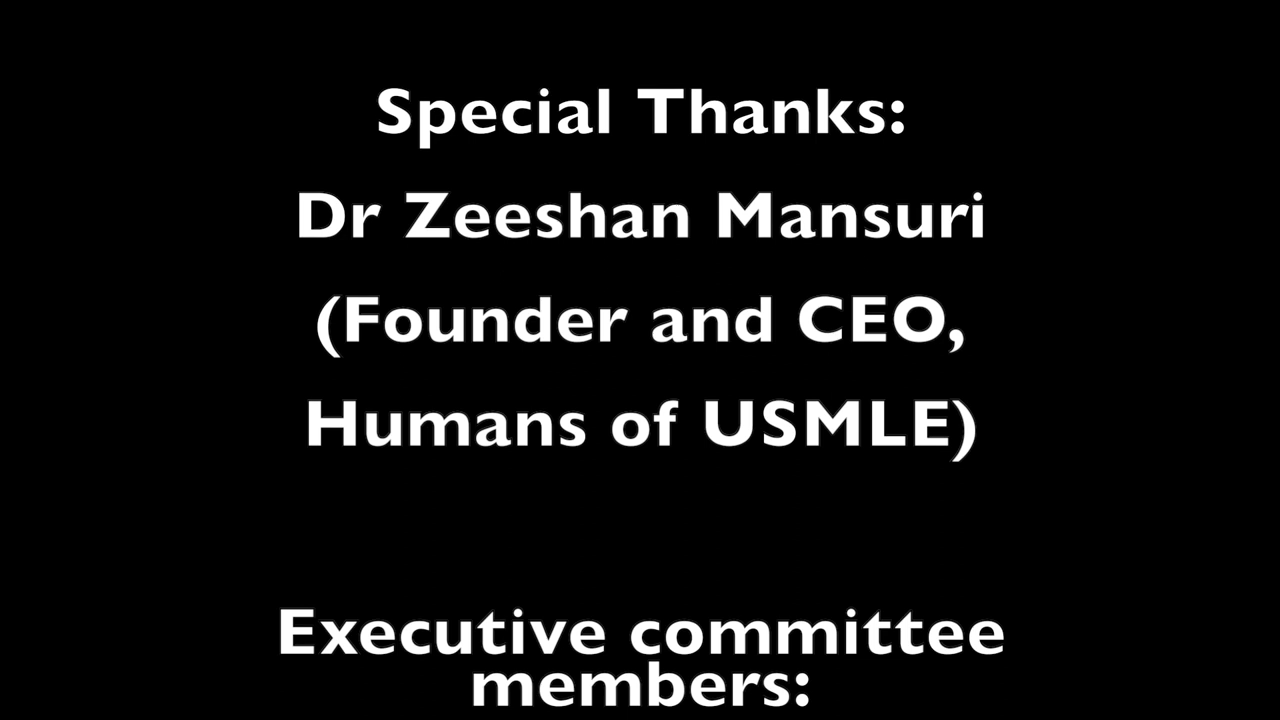 Special Thanks:
Dr Zeeshan Mansuri
(Founder and CEO,
Humans of USMLE)
Executive committee
members: